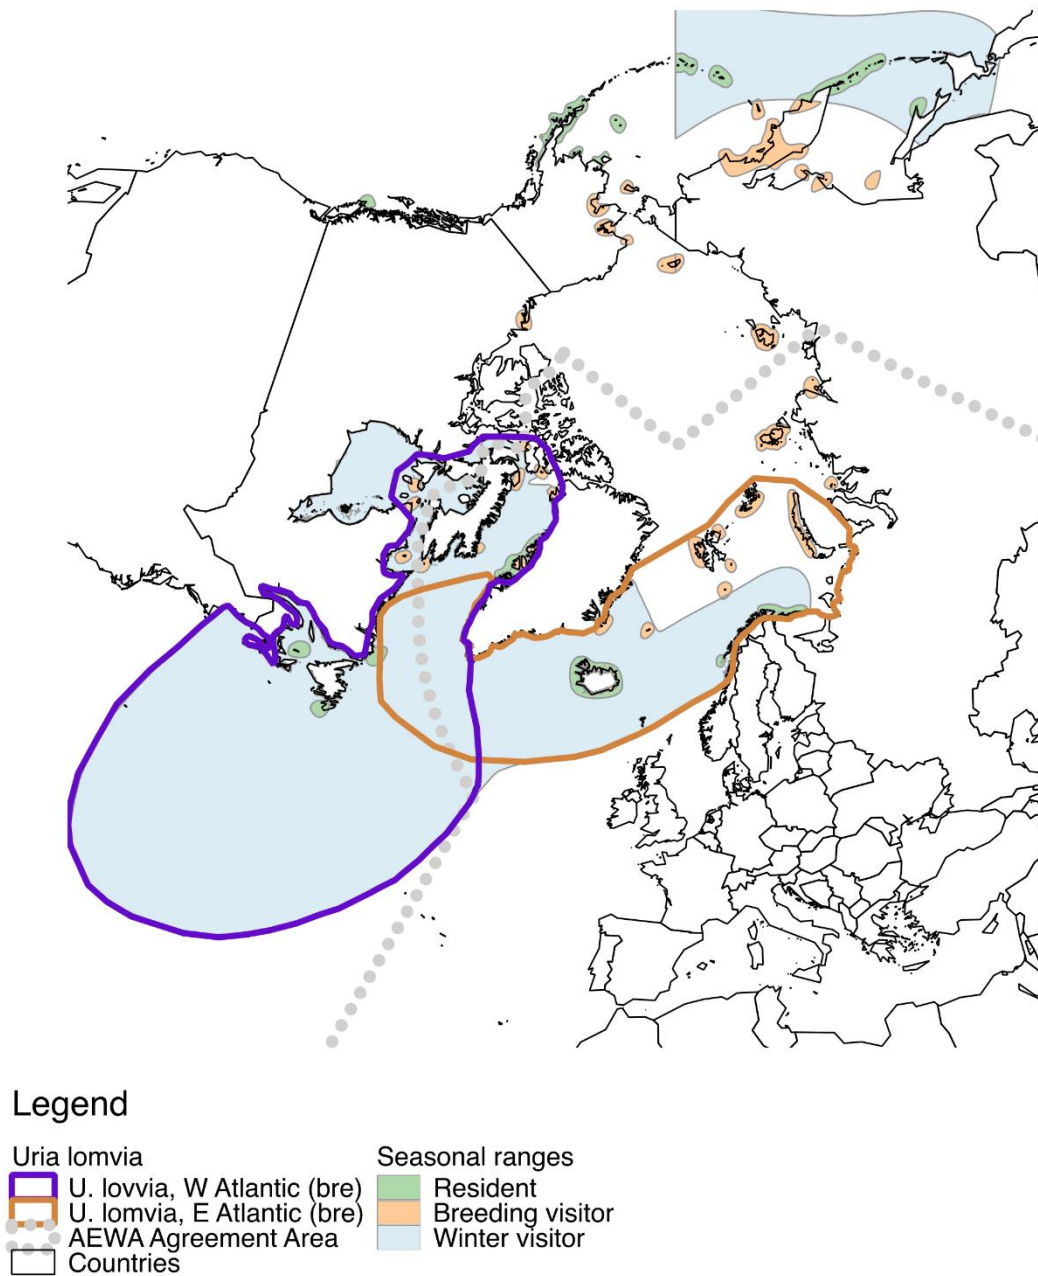 Legend
Uria lomvia
U. lovvia, W Atlantic (bre)
U. lomvia, E Atlantic (bre)
AEWA Agreement Area
Countries
Seasonal ranges
Resident
Breeding visitor
Winter visitor